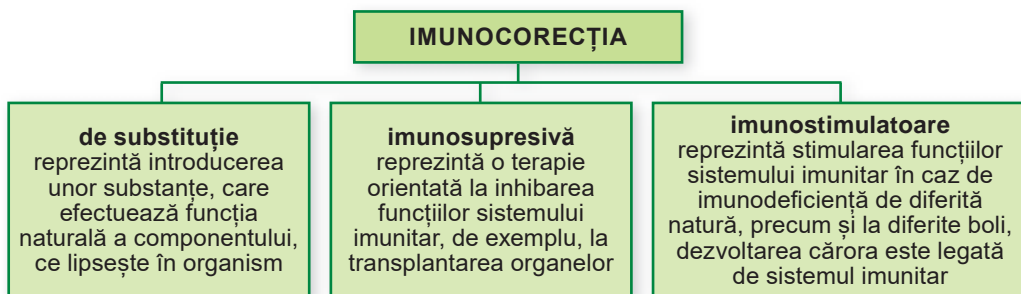 IMUNOCORECȚIA
de substituție
reprezintă introducerea
unor substanțe, care
efectuează funcția
naturală a componentului,
ce lipsește în organism
imunosupresivă
reprezintă o terapie
orientată la inhibarea
funcțiilor sistemului
imunitar, de exemplu, la
transplantarea organelor
imunostimulatoare
reprezintă stimularea funcțiilor
sistemului imunitar în caz de
imunodeficiență de diferită
natură, precum și la diferite boli,
dezvoltarea cărora este legată
de sistemul imunitar